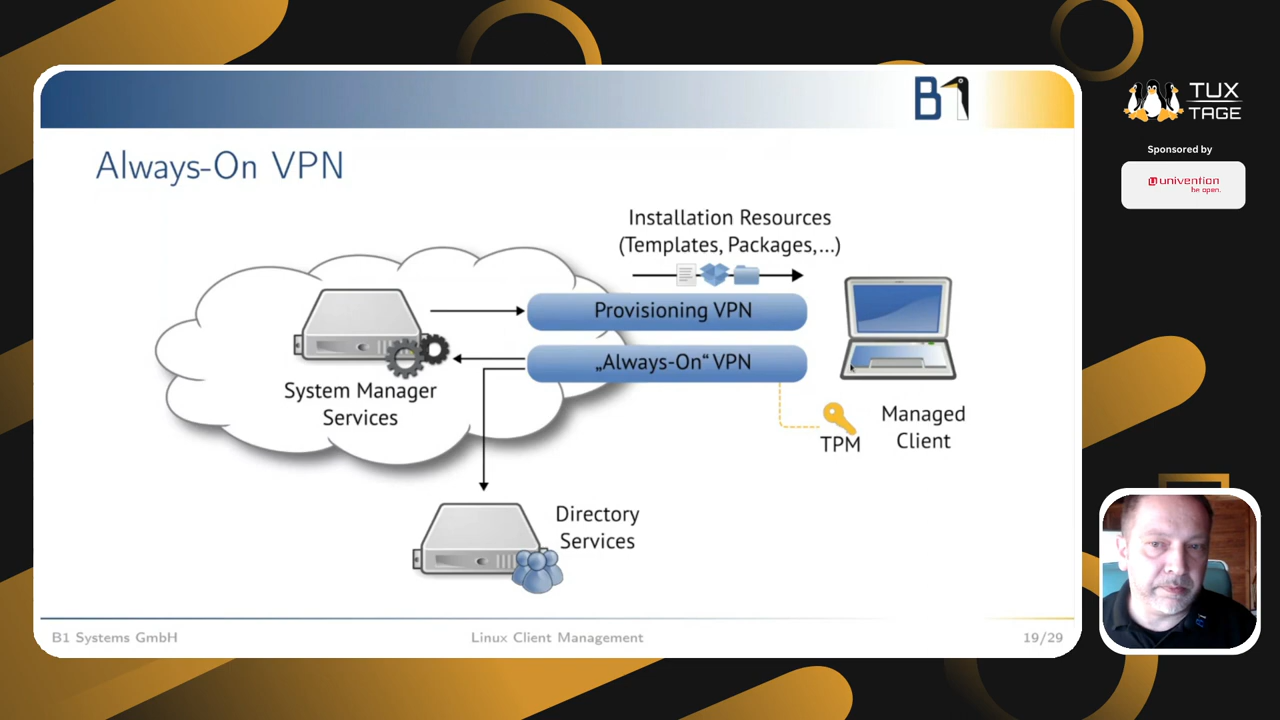 B1
TUX
TAGE
Sponsored by
univention
be open.
Always-On VPN
Installation Resources
(Templates, Packages,...)
Provisioning VPN
„Always-On“ VPN
System Manager
Services
TPM
Managed
Client
Directory
Services
B1 Systems GmbH
Linux Client Management
19/29